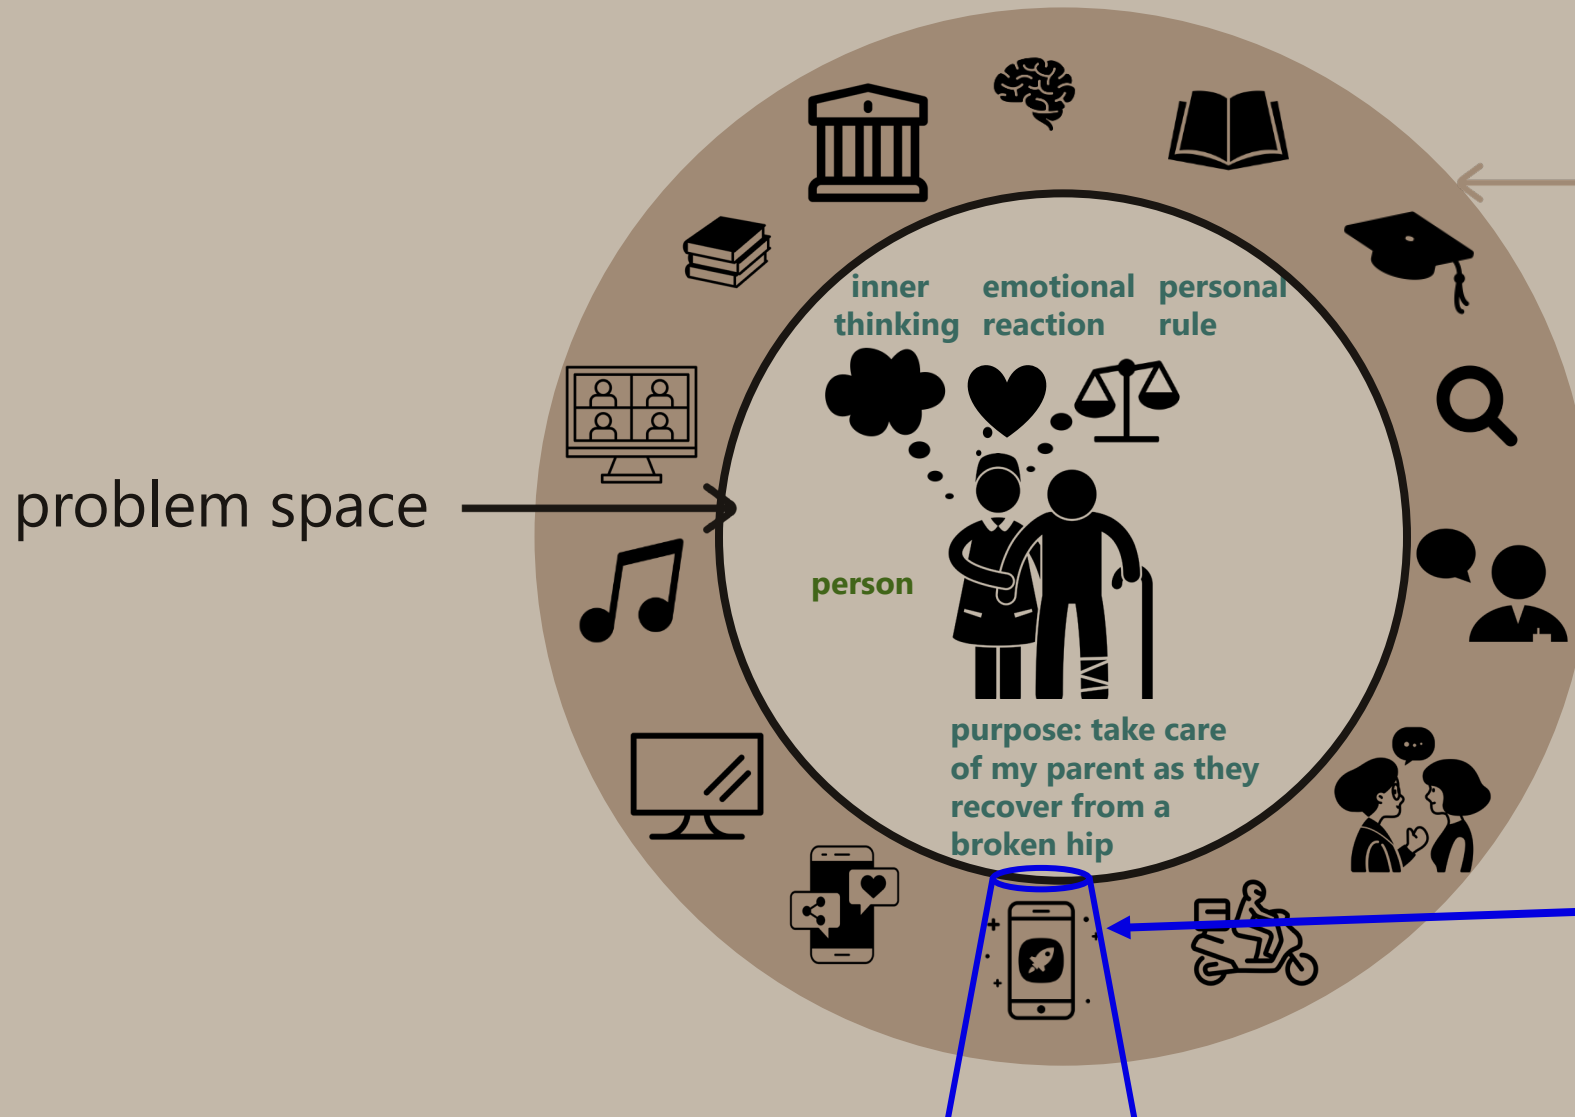 inner
thinking
emotional
reaction
personal
rule
problem space
person
purpose: take care
of my parent as they
recover from a
broken hip